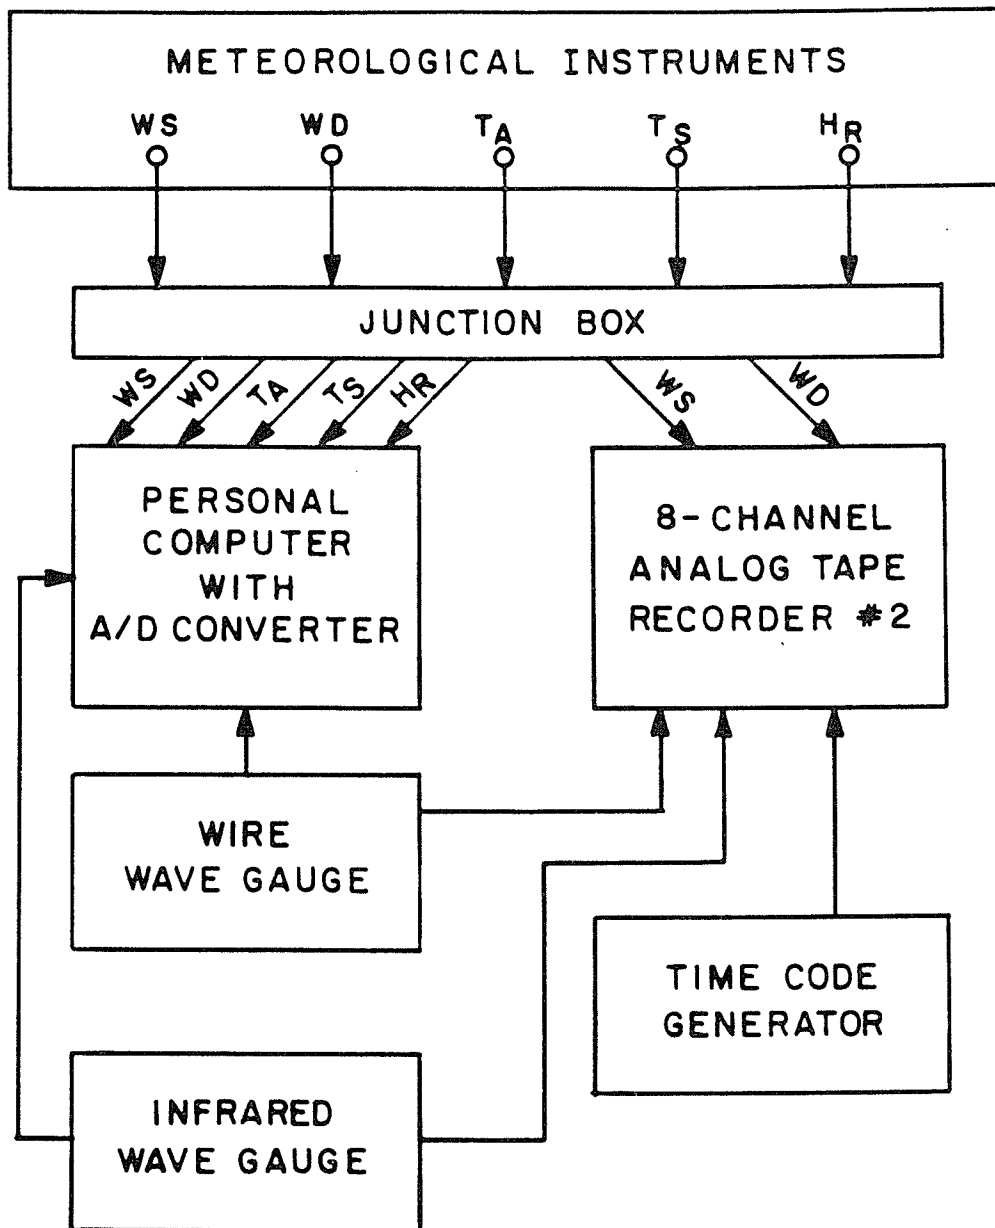 METEOROLOGICAL INSTRUMENTS
WS WD TA TS HR
JUNCTION BOX
WS WD TA TS HR WS WD
PERSONAL
COMPUTER
WITH
A/D CONVERTER
8-CHANNEL
ANALOG TAPE
RECORDER #2
WIRE
WAVE GAUGE
TIME CODE
GENERATOR
INFRARED
WAVE GAUGE